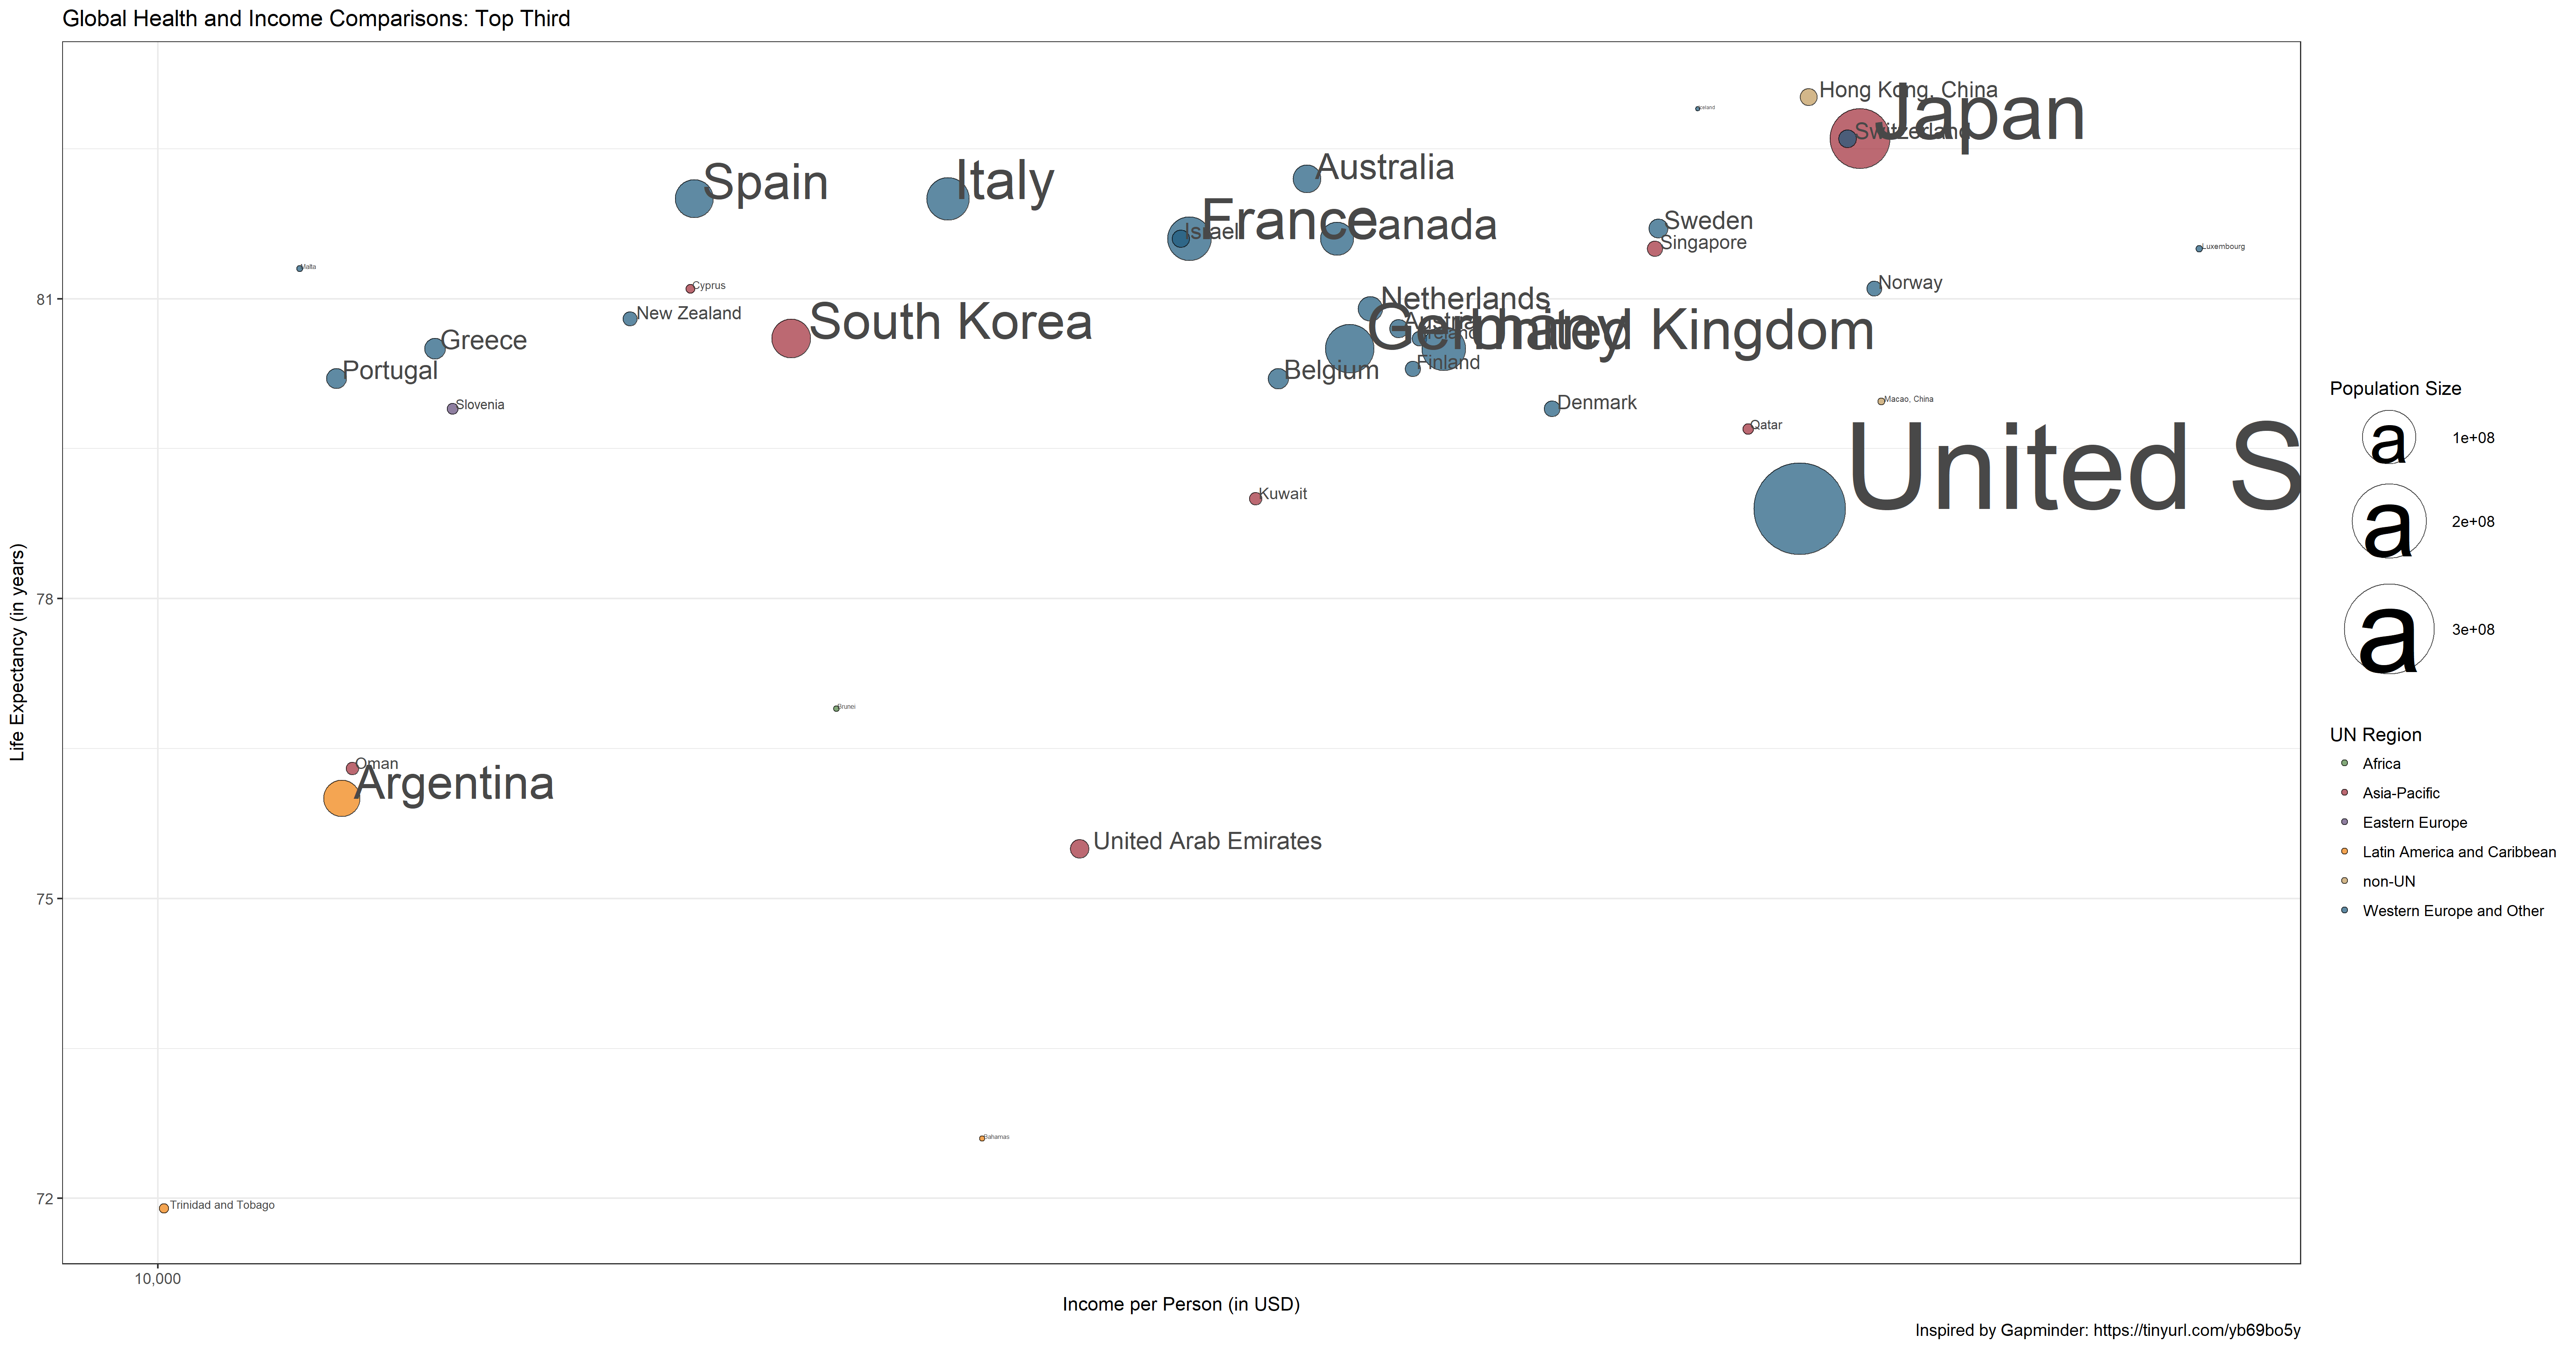 Global Health and Income Comparisons: Top Third
Hong Kong, China
Japan
Iceland
Switzerland
Spain
Italy
Australia
France
Israel
anada
Sweden
Singapore
Luxembourg
Malta
Cyprus
Norway
81
New Zealand
South Korea
Netherlands
Austria
Germany
United Kingdom
Ireland
Greece
Portugal
Belgium
Finland
Slovenia
Denmark
Macao, China
Qatar
United S
Kuwait
78
Brunei
Oman
Argentina
United Arab Emirates
75
Bahamas
72
Trinidad and Tobago
10,000
Life Expectancy (in years)
Income per Person (in USD)
Population Size
a 1e+08
a 2e+08
a 3e+08
UN Region
Africa
Asia-Pacific
Eastern Europe
Latin America and Caribbean
non-UN
Western Europe and Other
Inspired by Gapminder: https://tinyurl.com/yb69bo5y